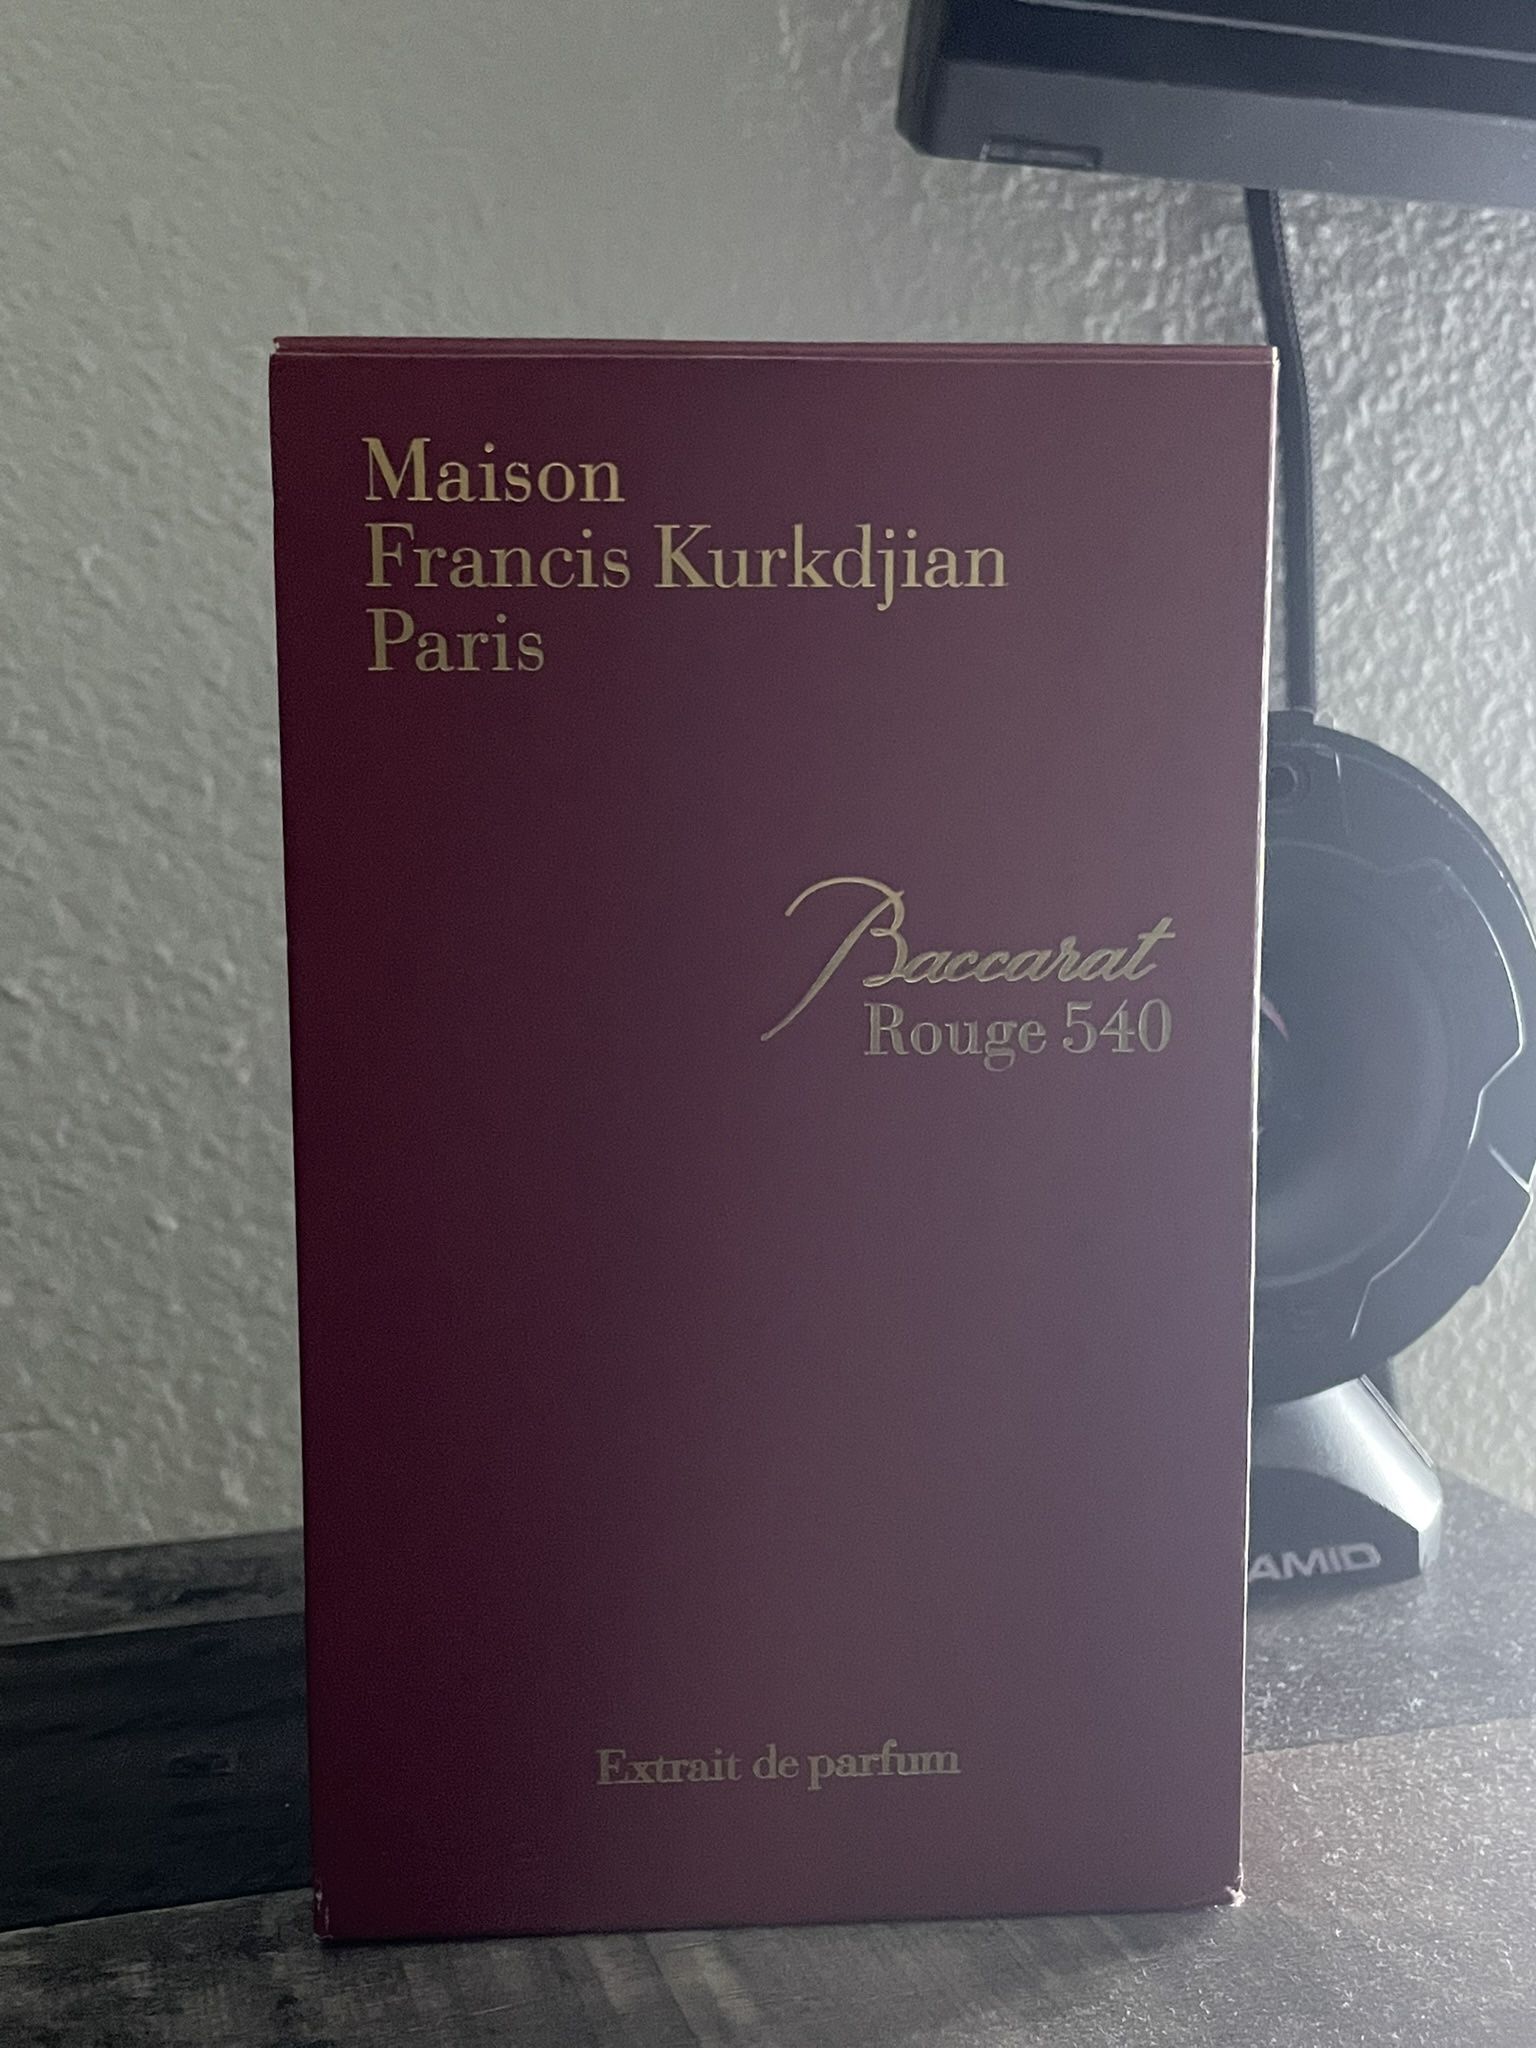 Maison
Francis Kurkdjian
Paris
Baccarat
Rouge 540
Extrait de parfum
AMID